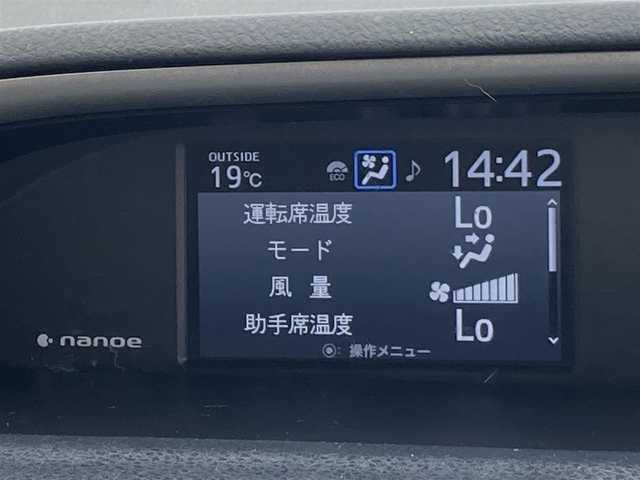 OUTSIDE
19℃
ECO
14:42
運転席温度 Lo
モード
風量
助手席温度 Lo
nanoe
: 操作メニュー